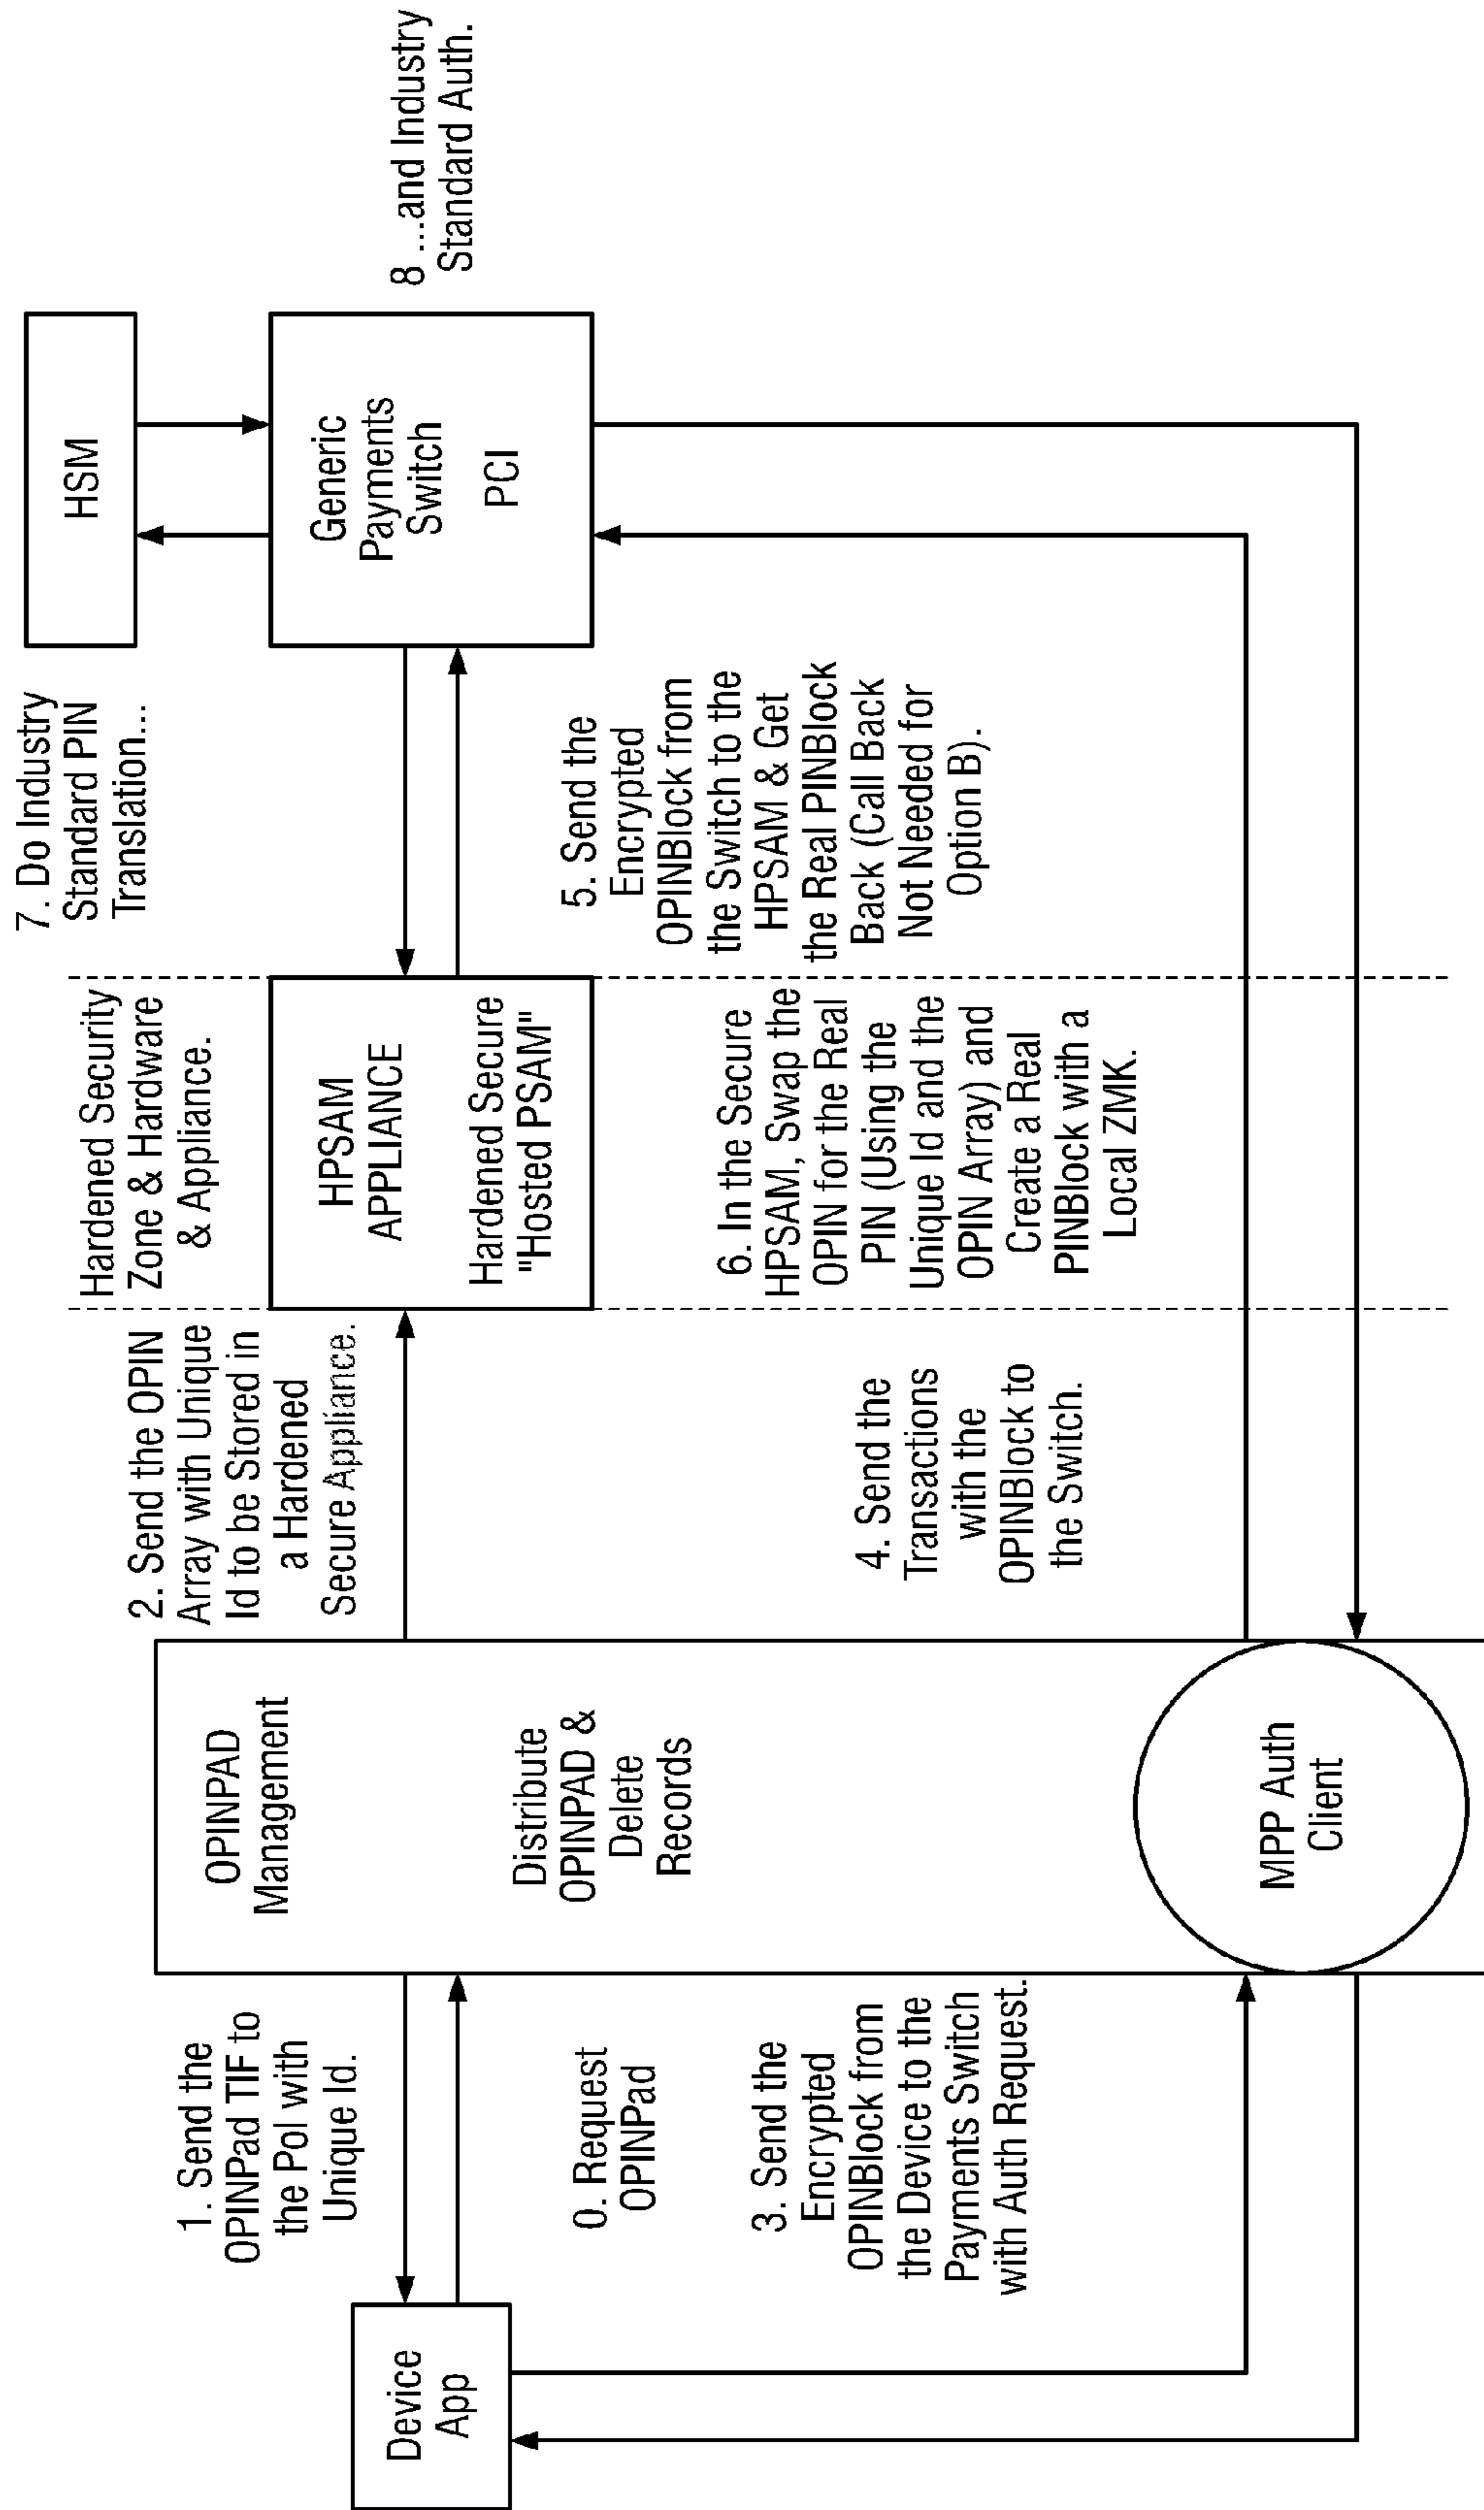 1. Send the
OPINPad TIF to
the Pol with
Unique Id.
0. Request
OPINPad
3. Send the
Encrypted
OPINBlock from
the Device to the
Payments Switch
with Auth Request.
Device
App
OPINPAD
Management
Distribute
OPINPAD &
Delete
Records
MPP Auth
Client
2. Send the OPIN
Array with Unique
Id to be Stored in
a Hardened
Secure Appliance.
4. Send the
Transactions
with the
OPINBlock to
the Switch.
Hardened Security
Zone & Hardware
& Appliance.
HPSAM
APPLIANCE
Hardened Secure
"Hosted PSAM"
6. In the Secure
HPSAM, Swap the
OPIN for the Real
PIN (Using the
Unique Id and the
OPIN Array) and
Create a Real
PINBlock with a
Local ZMK.
7. Do Industry
Standard PIN
Translation...
5. Send the
Encrypted
OPINBlock from
the Switch to the
HPSAM & Get
the Real PINBlock
Back (Call Back
Not Needed for
Option B).
HSM
Generic
Payments
Switch
PCI
8 ...and Industry
Standard Auth.